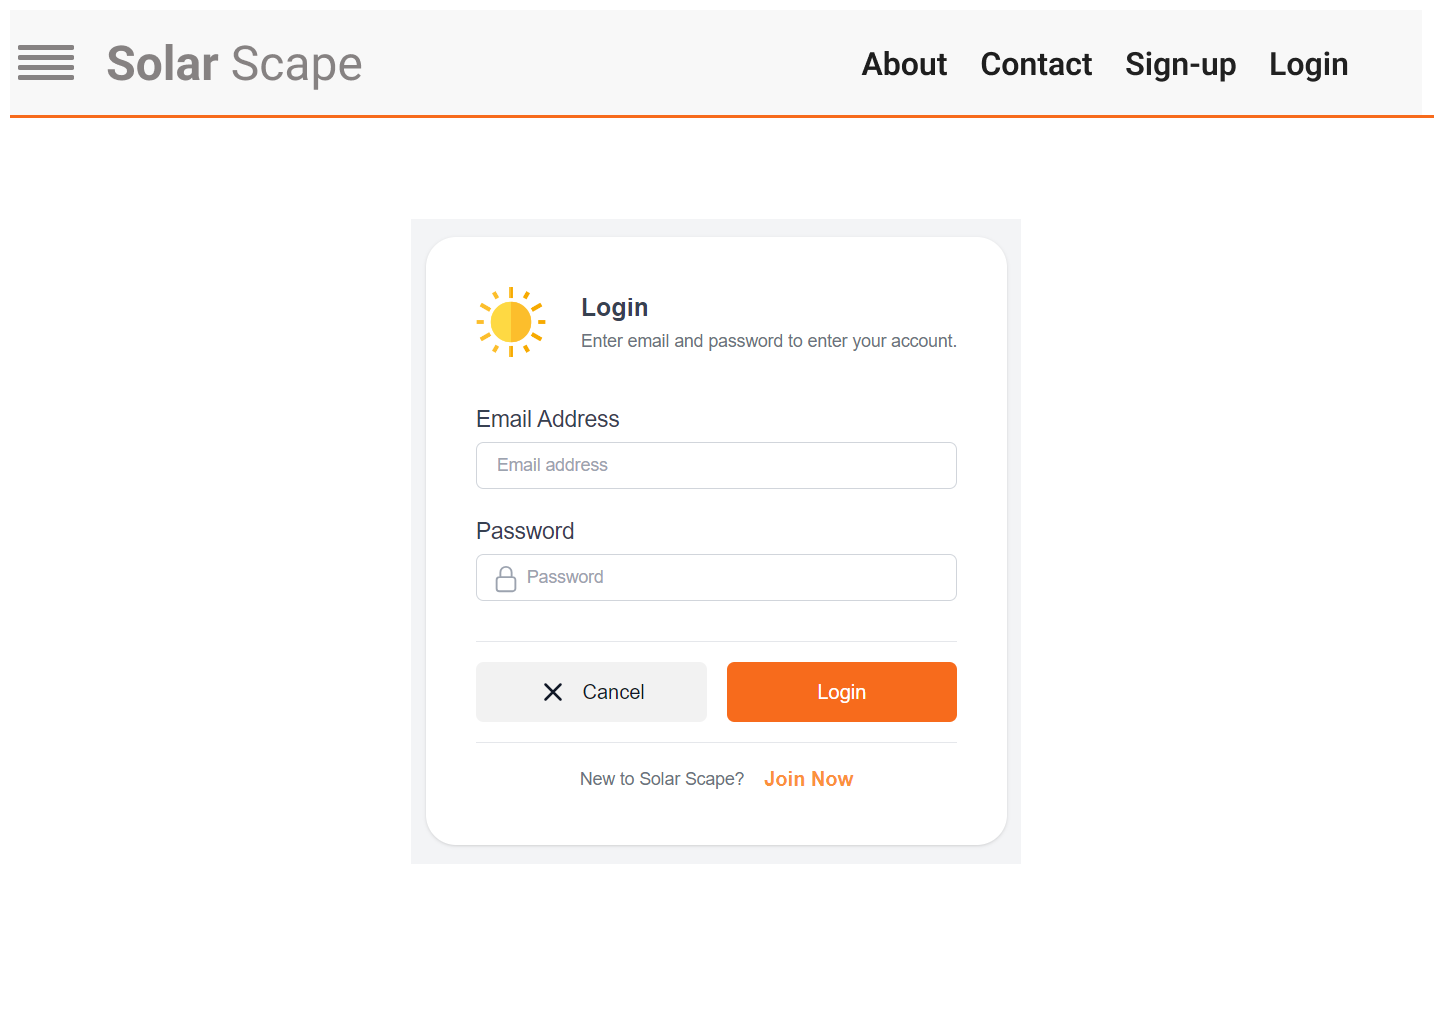 Solar Scape
About Contact Sign-up Login
Login
Enter email and password to enter your account.
Email Address
Email address
Password
Password
Cancel
Login
New to Solar Scape? Join Now